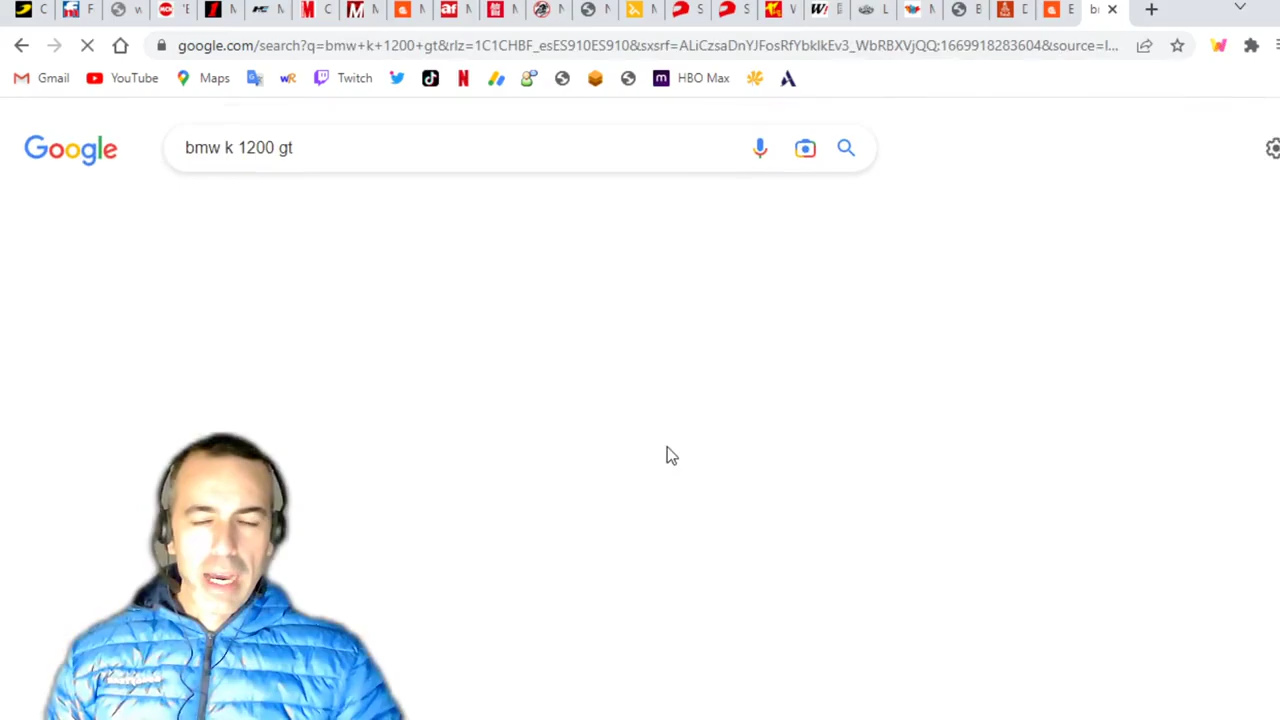 google.com/search?q=bmw+k+1200+gt&rlz=1C1CHBF_esES910ES910&sxsrf=ALiCzsaDnYJFosRfYbklkEv3_WbRBXVjQQ:1669918283604&source=l...
Gmail YouTube Maps Twitch HBO Max
Google bmw k 1200 gt